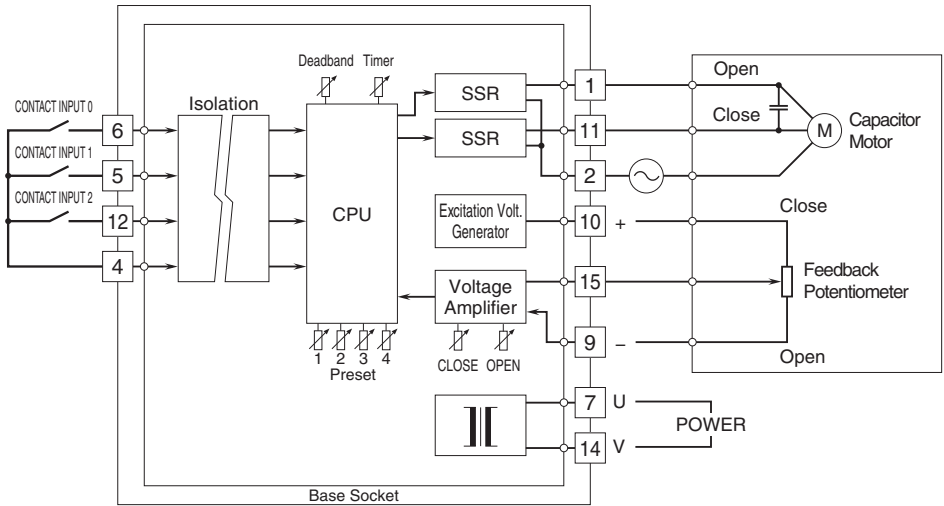 Deadband Timer
Isolation
CONTACT INPUT 0
6
CONTACT INPUT 1
5
CONTACT INPUT 2
12
4
CPU
1 2 3 4
Preset
SSR
SSR
Excitation Volt.
Generator
Voltage
Amplifier
CLOSE OPEN
1
11
2
10 +
15
9 –
7 U
14 V
POWER
Open
Close
M
Capacitor
Motor
Close
Feedback
Potentiometer
Open
Base Socket